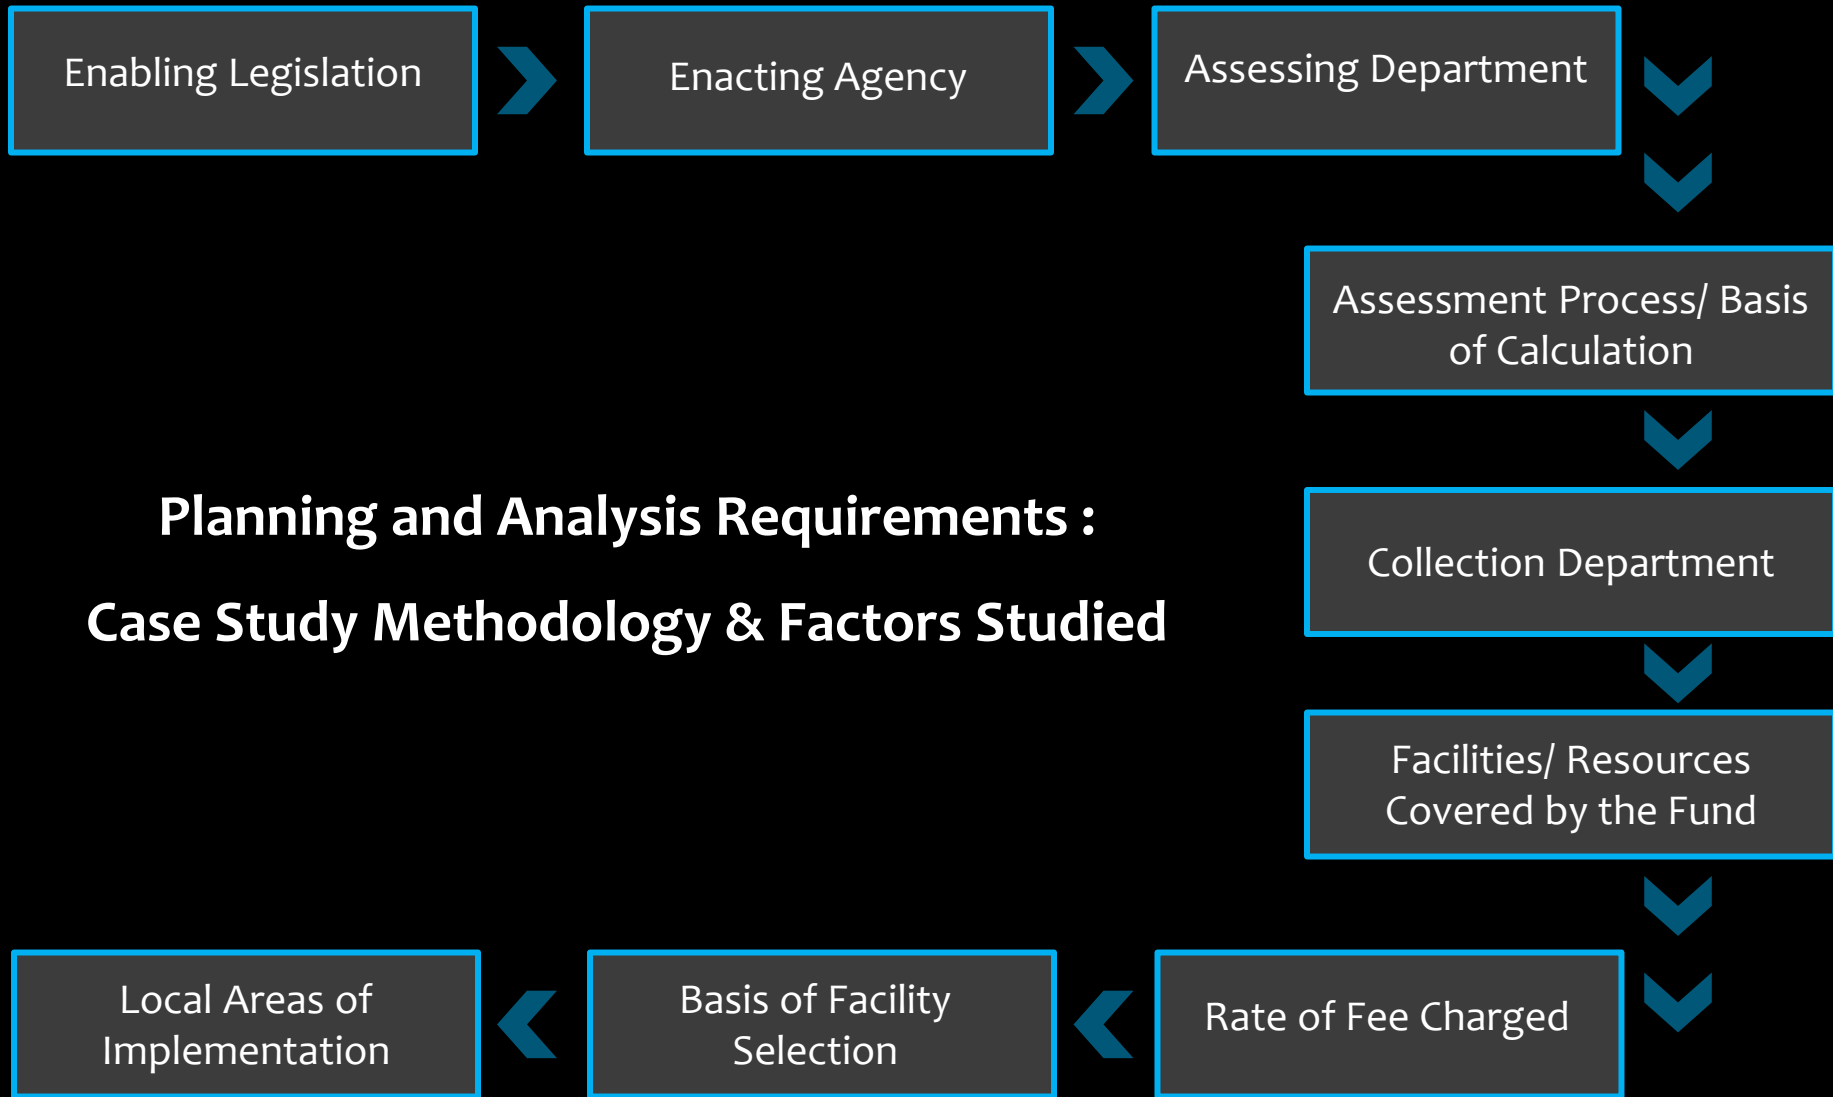 Enabling Legislation
Enacting Agency
Assessing Department
Assessment Process/ Basis
of Calculation
Planning and Analysis Requirements :
Case Study Methodology & Factors Studied
Collection Department
Facilities/ Resources
Covered by the Fund
Rate of Fee Charged
Basis of Facility
Selection
Local Areas of
Implementation